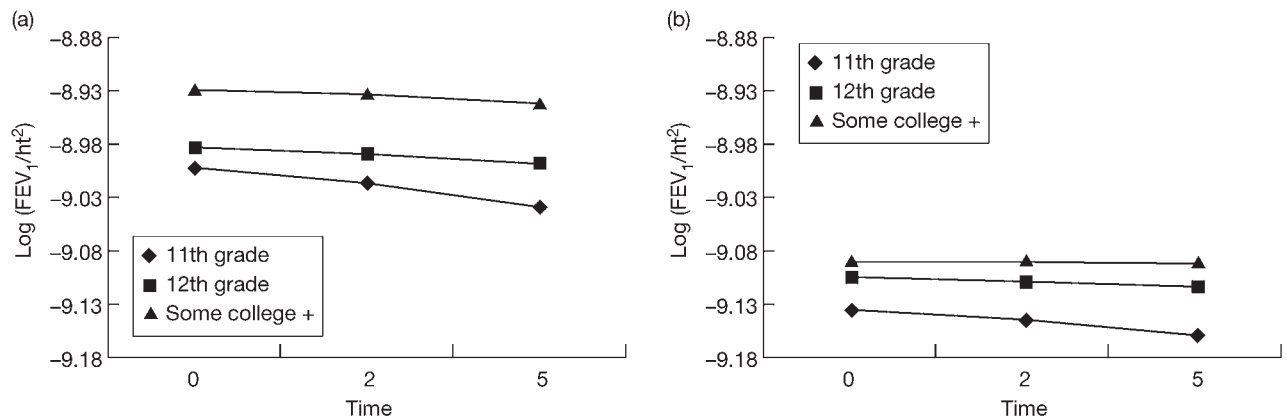 (a)
Log (FEV₁/ht²)
−8.88
−8.93
−8.98
−9.03
−9.08
−9.13
−9.18
11th grade
12th grade
Some college +
0 2 5
Time
(b)
Log (FEV₁/ht²)
−8.88
−8.93
−8.98
−9.03
−9.08
−9.13
−9.18
11th grade
12th grade
Some college +
0 2 5
Time